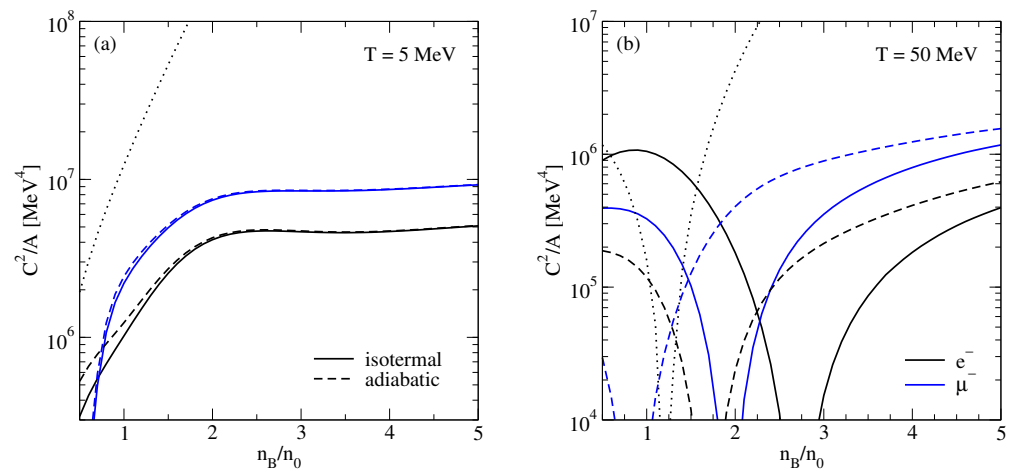 (a)
T = 5 MeV
10^8
10^7
10^6
C^2/A [MeV^4]
isotermal
adiabatic
1 2 3 4 5
n_B/n_0
(b)
T = 50 MeV
10^7
10^6
10^5
10^4
C^2/A [MeV^4]
e^-
μ^-
1 2 3 4 5
n_B/n_0